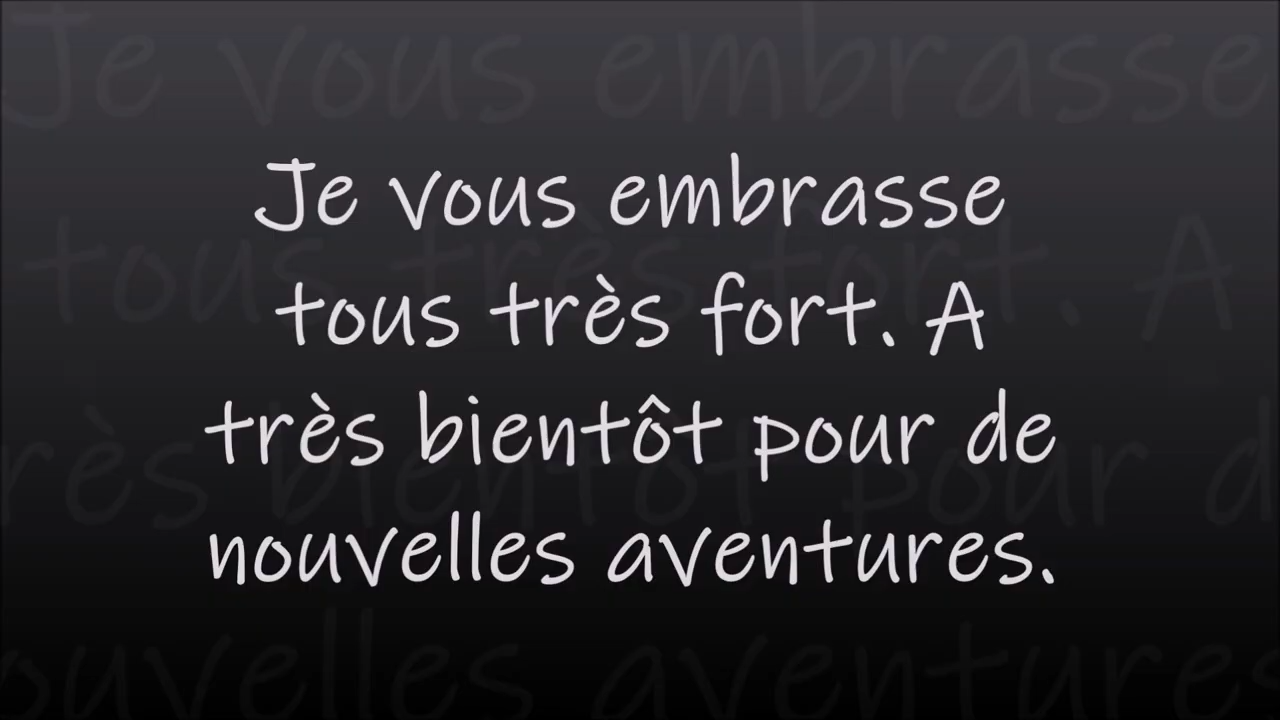 Je vous embrasse
tous très fort. A
très bientôt pour de
nouvelles aventures.